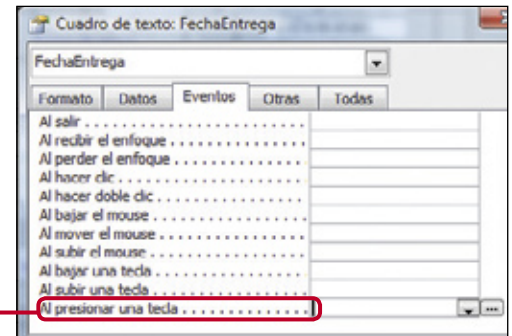 Cuadro de texto: FechaEntrega
FechaEntrega
Formato Datos Eventos Otras Todas
Al salir . . . . . . . . . . . . . . . . . . . . . . . .
Al recibir el enfoque . . . . . . . . . . . . . .
Al perder el enfoque . . . . . . . . . . . . . .
Al hacer clic . . . . . . . . . . . . . . . . . . . . .
Al hacer doble clic . . . . . . . . . . . . . . . .
Al bajar el mouse . . . . . . . . . . . . . . . . .
Al mover el mouse . . . . . . . . . . . . . . . .
Al subir el mouse . . . . . . . . . . . . . . . . .
Al bajar una tecla . . . . . . . . . . . . . . . . .
Al subir una tecla . . . . . . . . . . . . . . . . .
Al presionar una tecla . . . . . . . . . . . . . .